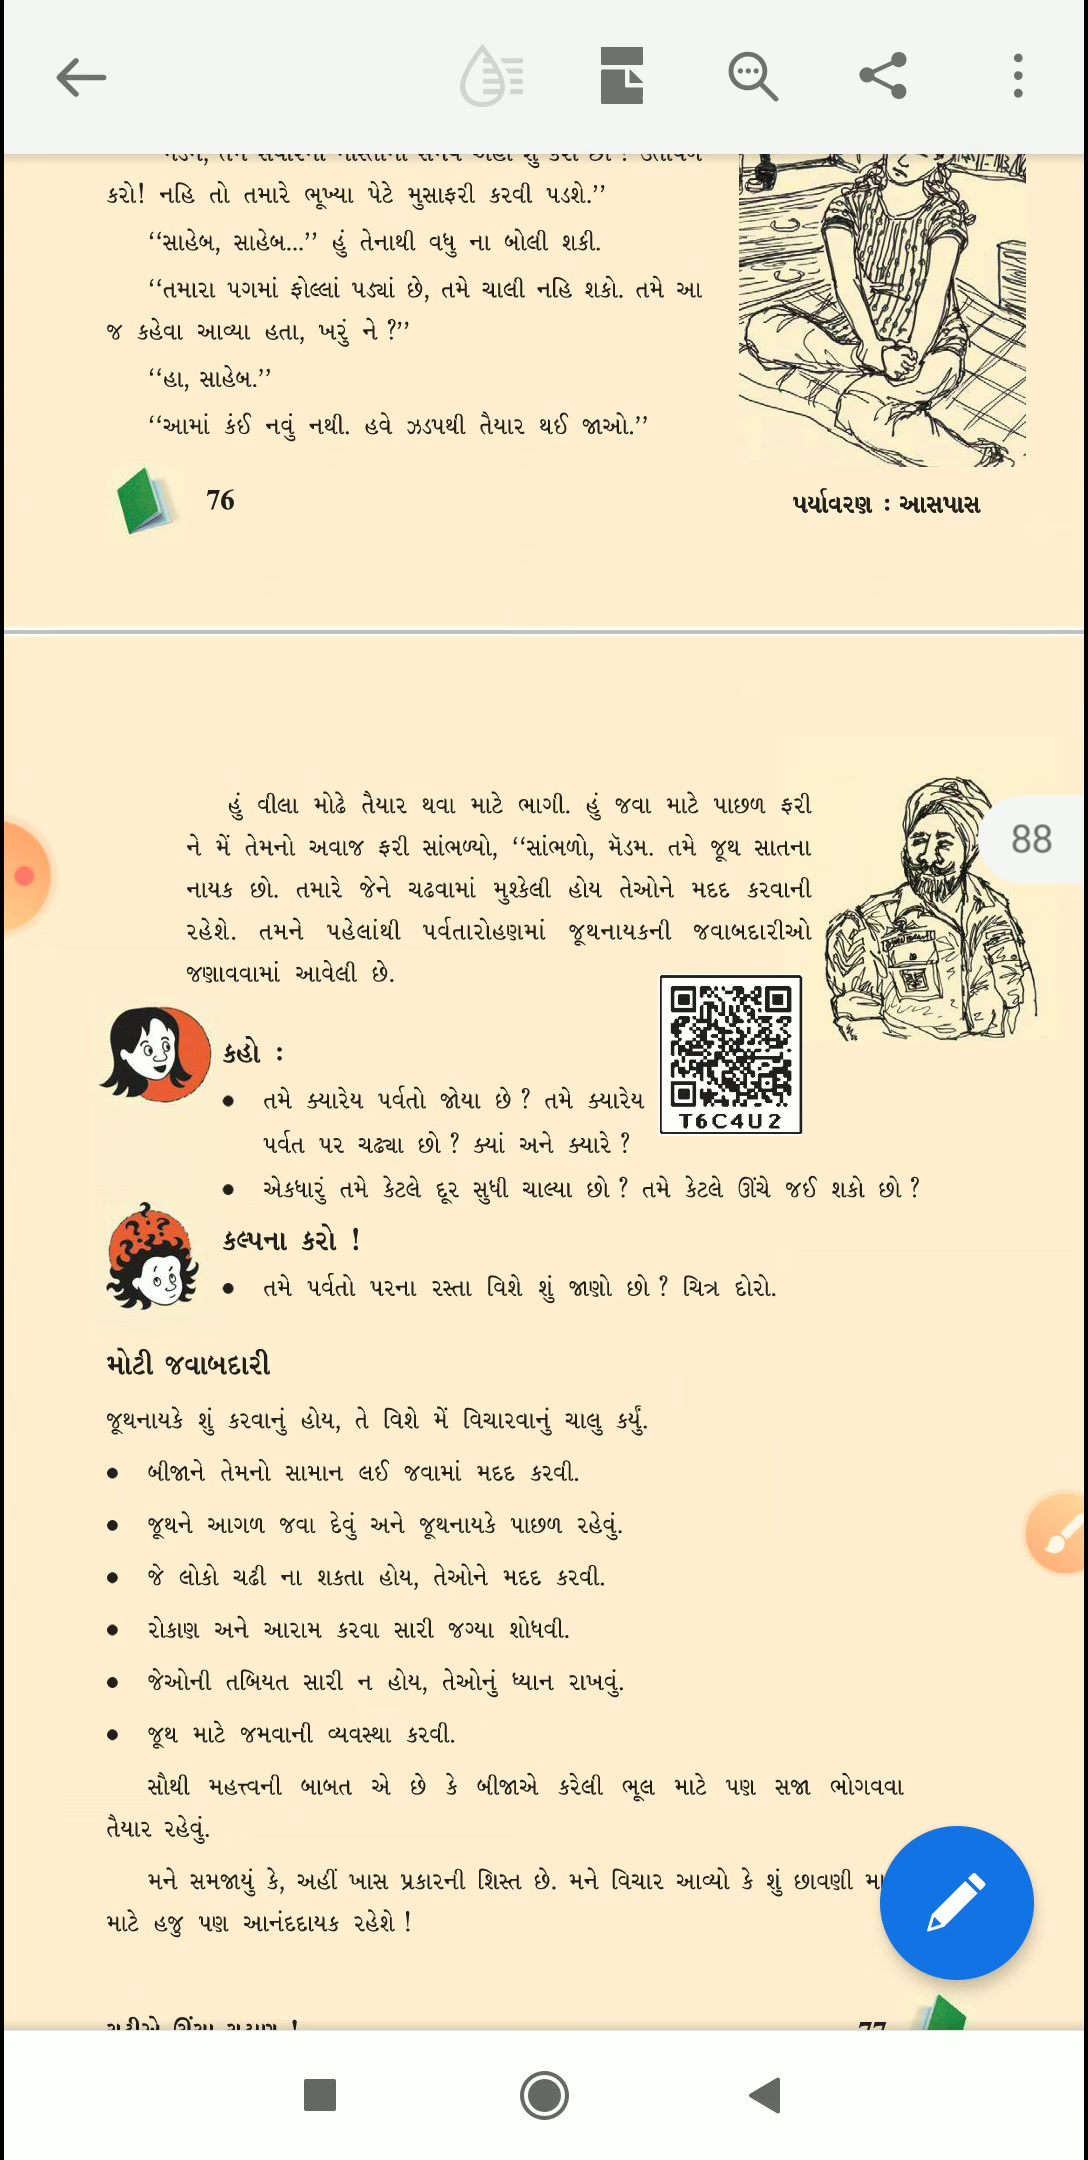 કરો! નહિ તો તમારે ભૂખ્યા પેટે મુસાફરી કરવી પડશે.’’
‘‘સાહેબ, સાહેબ...’’ હું તેનાથી વધુ ના બોલી શકી.
‘‘તમારા પગમાં ફોલ્લાં પડ્યાં છે, તમે ચાલી નહિ શકો. તમે આ
જ કહેવા આવ્યા હતા, ખરું ને ?’’
‘‘હા, સાહેબ.’’
‘‘આમાં કંઈ નવું નથી. હવે ઝડપથી તૈયાર થઈ જાઓ.’’
76
પર્યાવરણ : આસપાસ
88
હું વીલા મોઢે તૈયાર થવા માટે ભાગી. હું જવા માટે પાછળ ફરી
ને મેં તેમનો અવાજ ફરી સાંભળ્યો, ‘‘સાંભળો, મૅડમ. તમે જૂથ સાતના
નાયક છો. તમારે જેને ચઢવામાં મુશ્કેલી હોય તેઓને મદદ કરવાની
રહેશે. તમને પહેલાંથી પર્વતારોહણમાં જૂથનાયકની જવાબદારીઓ
જણાવવામાં આવેલી છે.
T6C4U2
કહો :
• તમે ક્યારેય પર્વતો જોયા છે ? તમે ક્યારેય
પર્વત પર ચઢ્યા છો ? ક્યાં અને ક્યારે ?
• એકધારું તમે કેટલે દૂર સુધી ચાલ્યા છો ? તમે કેટલે ઊંચે જઈ શકો છો ?
કલ્પના કરો !
• તમે પર્વતો પરના રસ્તા વિશે શું જાણો છો ? ચિત્ર દોરો.
મોટી જવાબદારી
જૂથનાયકે શું કરવાનું હોય, તે વિશે મેં વિચારવાનું ચાલુ કર્યું.
• બીજાને તેમનો સામાન લઈ જવામાં મદદ કરવી.
• જૂથને આગળ જવા દેવું અને જૂથનાયકે પાછળ રહેવું.
• જે લોકો ચઢી ના શકતા હોય, તેઓને મદદ કરવી.
• રોકાણ અને આરામ કરવા સારી જગ્યા શોધવી.
• જેઓની તબિયત સારી ન હોય, તેઓનું ધ્યાન રાખવું.
• જૂથ માટે જમવાની વ્યવસ્થા કરવી.
સૌથી મહત્ત્વની બાબત એ છે કે બીજાએ કરેલી ભૂલ માટે પણ સજા ભોગવવા
તૈયાર રહેવું.
મને સમજાયું કે, અહીં ખાસ પ્રકારની શિસ્ત છે. મને વિચાર આવ્યો કે શું છાવણી
માટે હજુ પણ આનંદદાયક રહેશે !
77